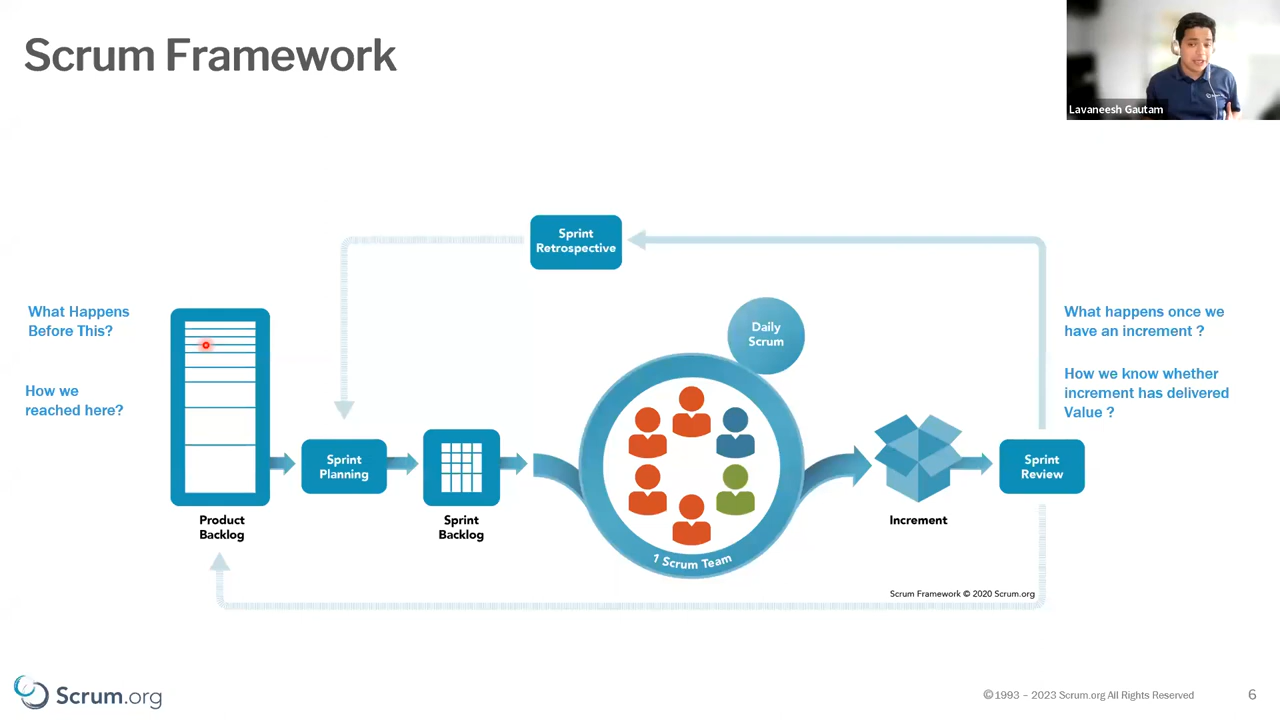 Scrum Framework
Lavaneesh Gautam
Sprint
Retrospective
What Happens
Before This?
How we
reached here?
Daily
Scrum
What happens once we
have an increment ?
How we know whether
increment has delivered
Value ?
Sprint
Planning
Sprint
Review
Product
Backlog
Sprint
Backlog
1 Scrum Team
Increment
Scrum Framework © 2020 Scrum.org
Scrum.org
© 1993 – 2023 Scrum.org All Rights Reserved
6